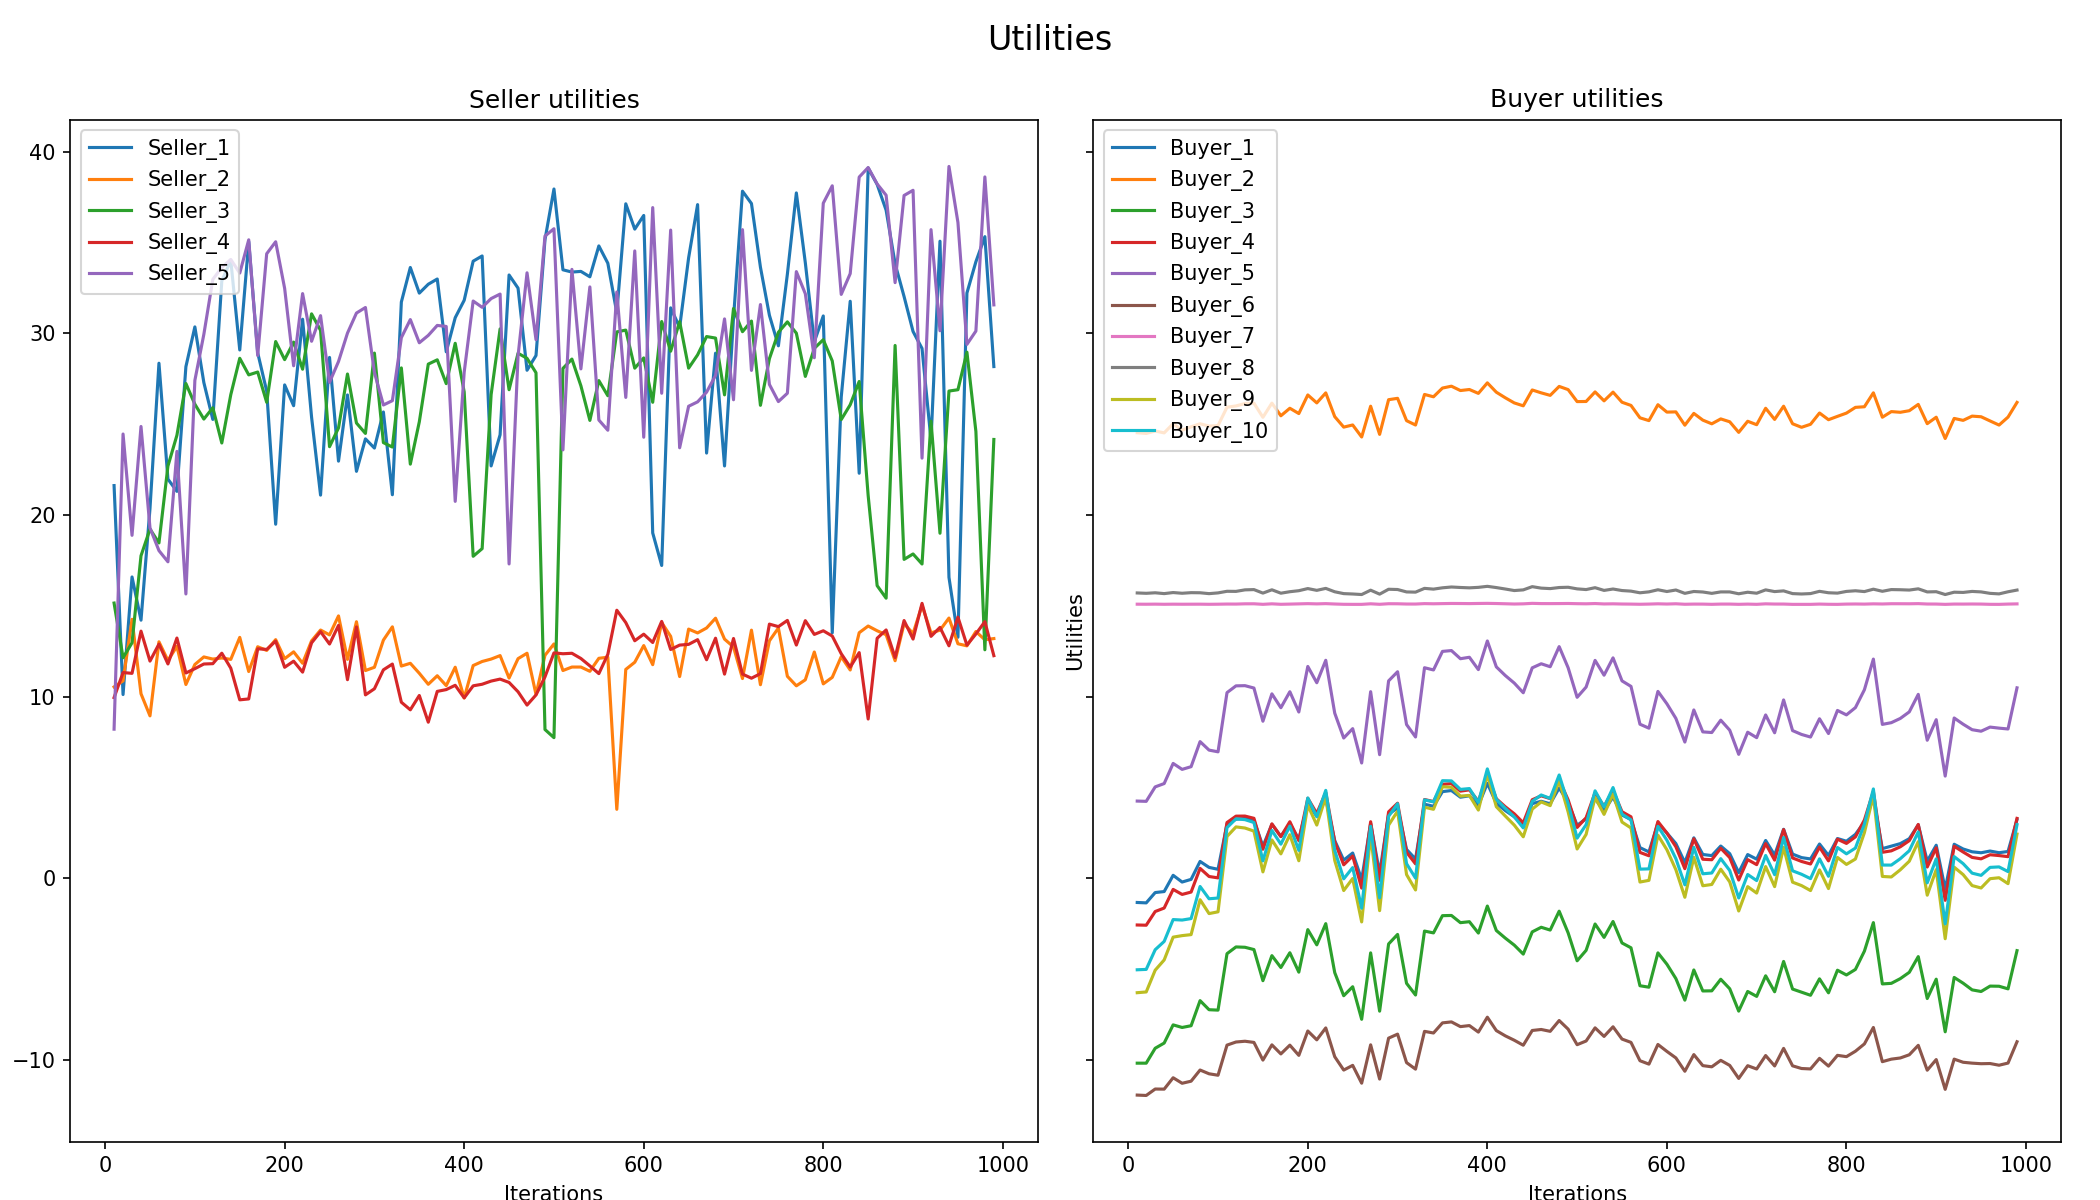 Utilities
Seller utilities
Seller_1
Seller_2
Seller_3
Seller_4
Seller_5
40
30
20
10
0
−10
0 200 400 600 800 1000
Iterations
Buyer utilities
Buyer_1
Buyer_2
Buyer_3
Buyer_4
Buyer_5
Buyer_6
Buyer_7
Buyer_8
Buyer_9
Buyer_10
Utilities
0 200 400 600 800 1000
Iterations